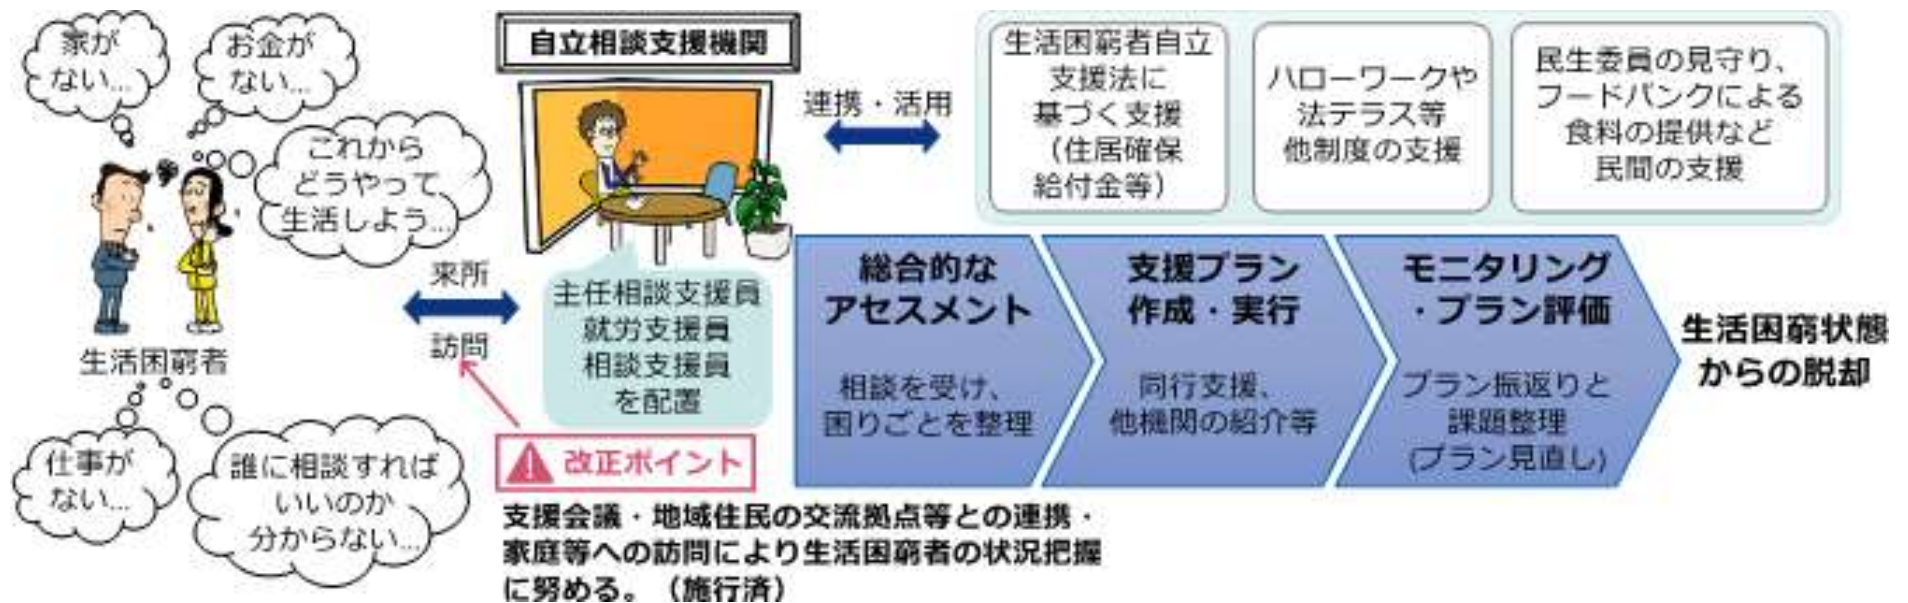 家が
ない...
お金が
ない...
これから
どうやって
生活しよう...
生活困窮者
仕事が
ない...
誰に相談すれば
いいのか
分からない...
来所
訪問
自立相談支援機関
主任相談支援員
就労支援員
相談支援員
を配置
改正ポイント
支援会議・地域住民の交流拠点等との連携・
家庭等への訪問により生活困窮者の状況把握
に努める。（施行済）
連携・活用
生活困窮者自立
支援法に
基づく支援
（住居確保
給付金等）
ハローワークや
法テラス等
他制度の支援
民生委員の見守り、
フードバンクによる
食料の提供など
民間の支援
総合的な
アセスメント
相談を受け、
困りごとを整理
支援プラン
作成・実行
同行支援、
他機関の紹介等
モニタリング
・プラン評価
プラン振返りと
課題整理
(プラン見直し)
生活困窮状態
からの脱却